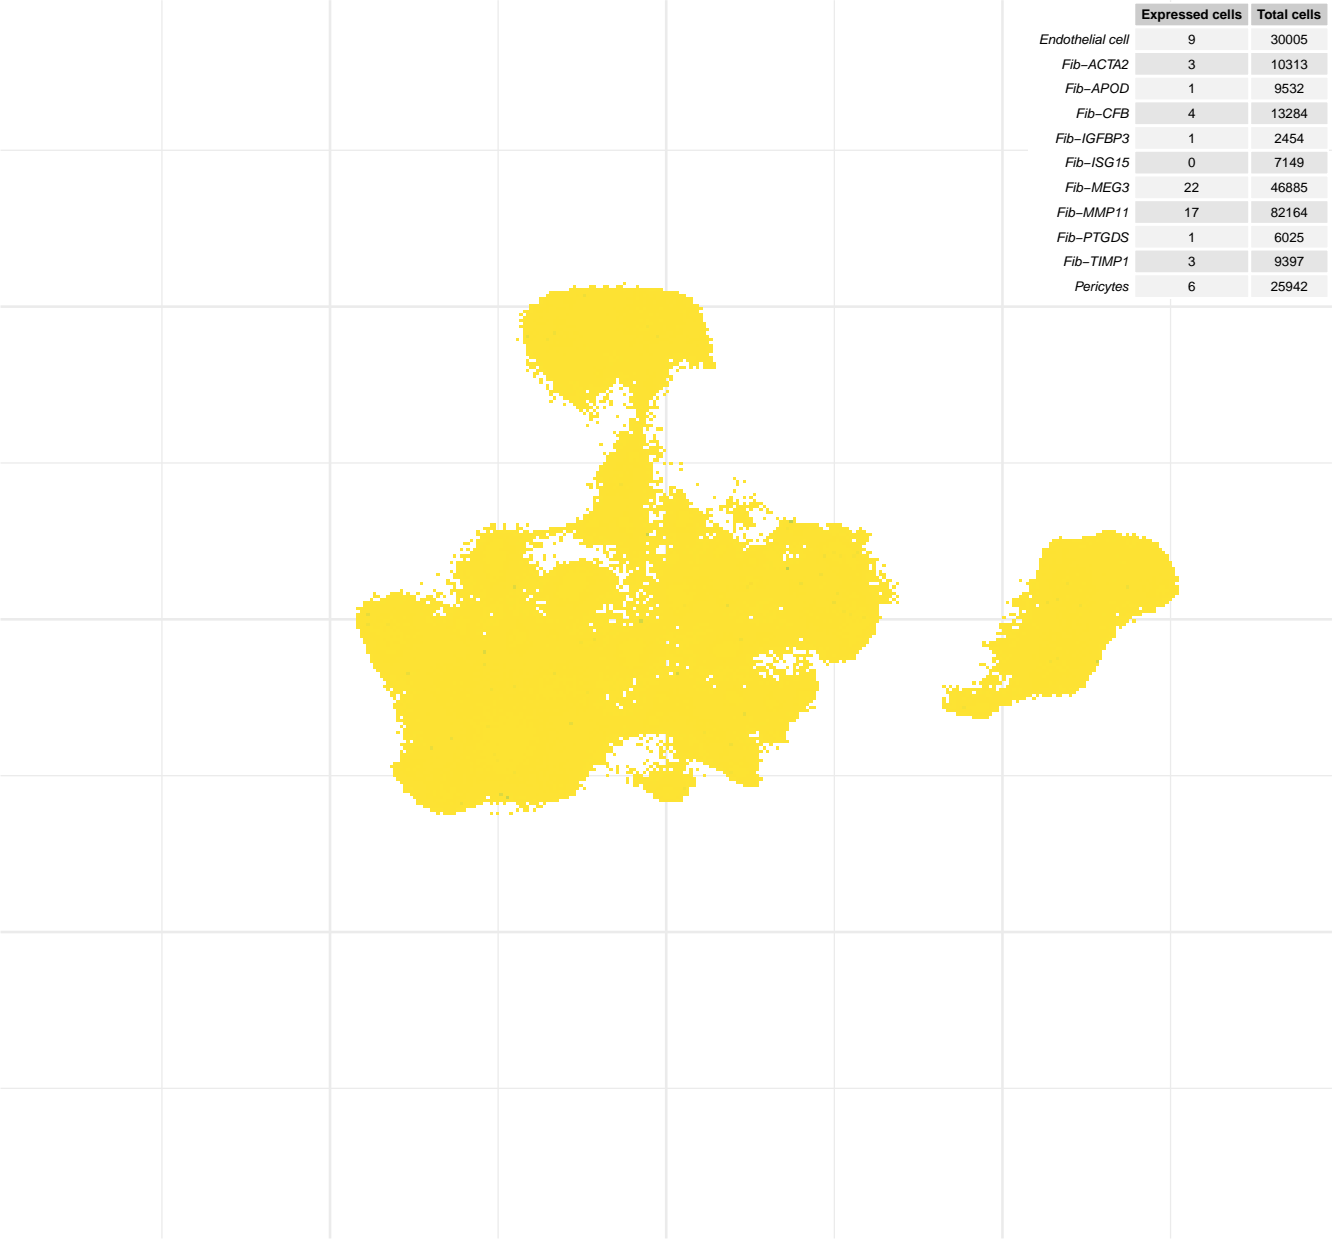 Expressed cells Total cells
Endothelial cell 9 30005
Fib−ACTA2 3 10313
Fib−APOD 1 9532
Fib−CFB 4 13284
Fib−IGFBP3 1 2454
Fib−ISG15 0 7149
Fib−MEG3 22 46885
Fib−MMP11 17 82164
Fib−PTGDS 1 6025
Fib−TIMP1 3 9397
Pericytes 6 25942